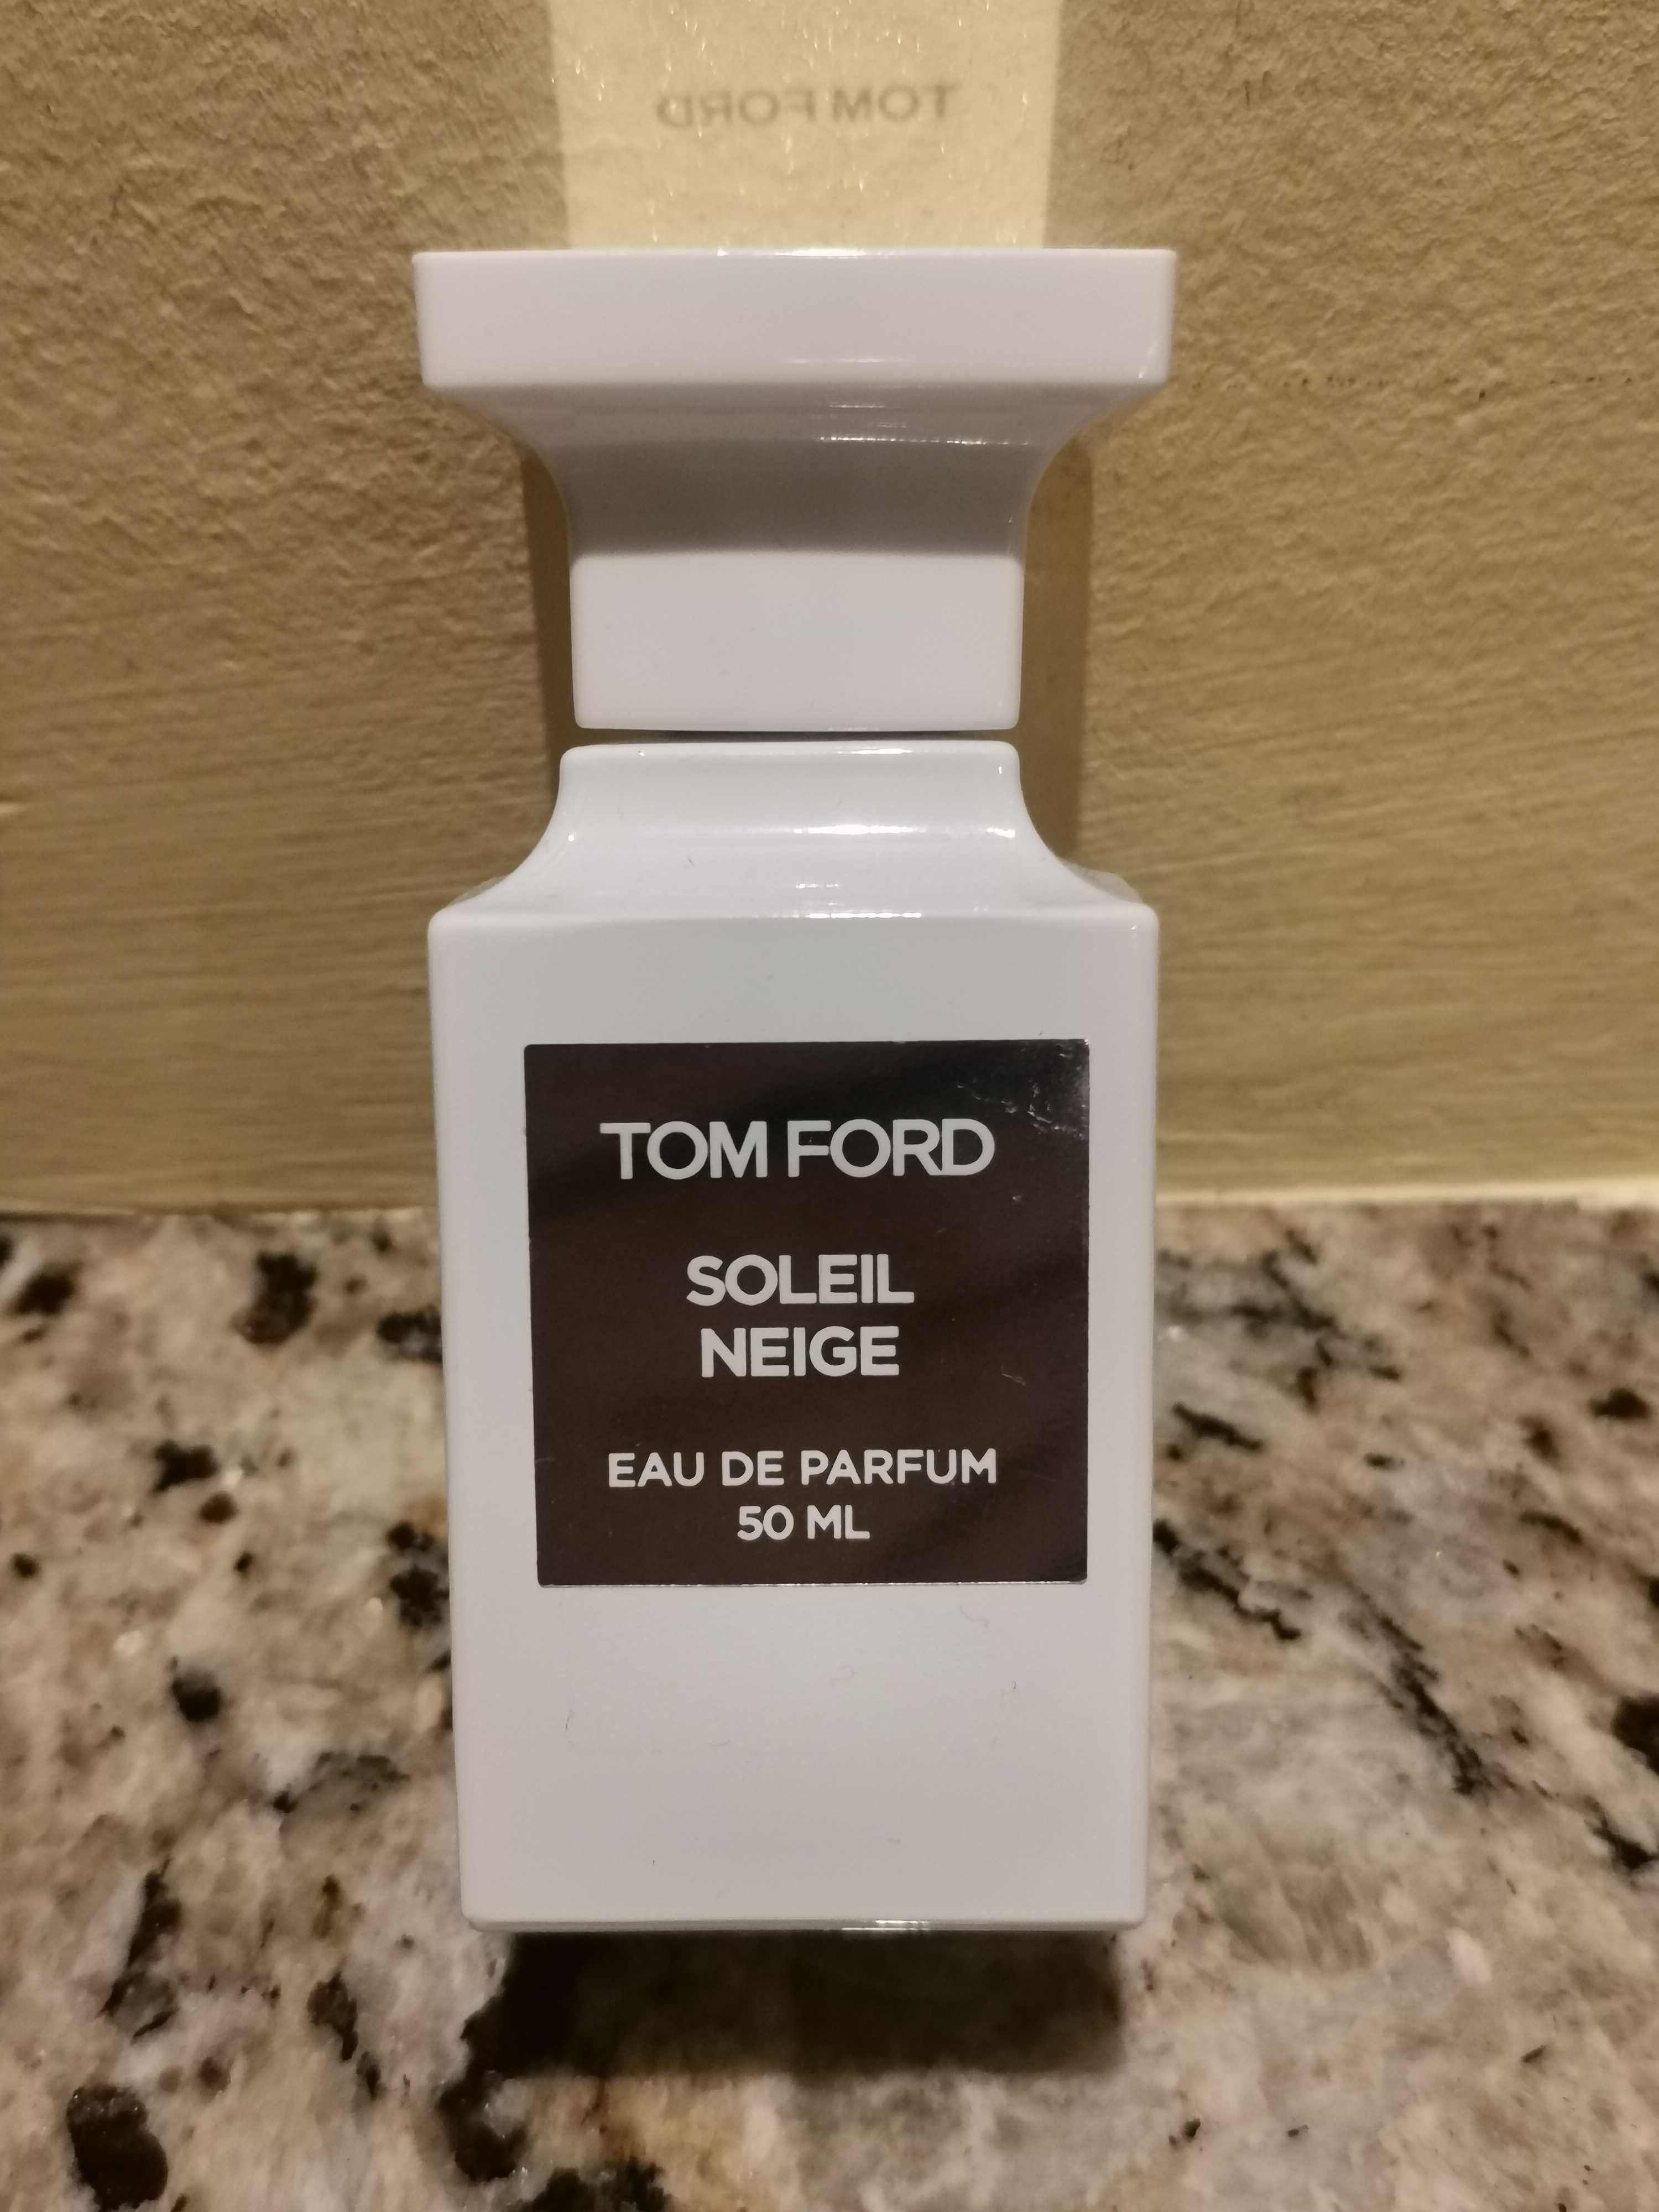 TOM FORD
TOM FORD
SOLEIL
NEIGE
EAU DE PARFUM
50 ML